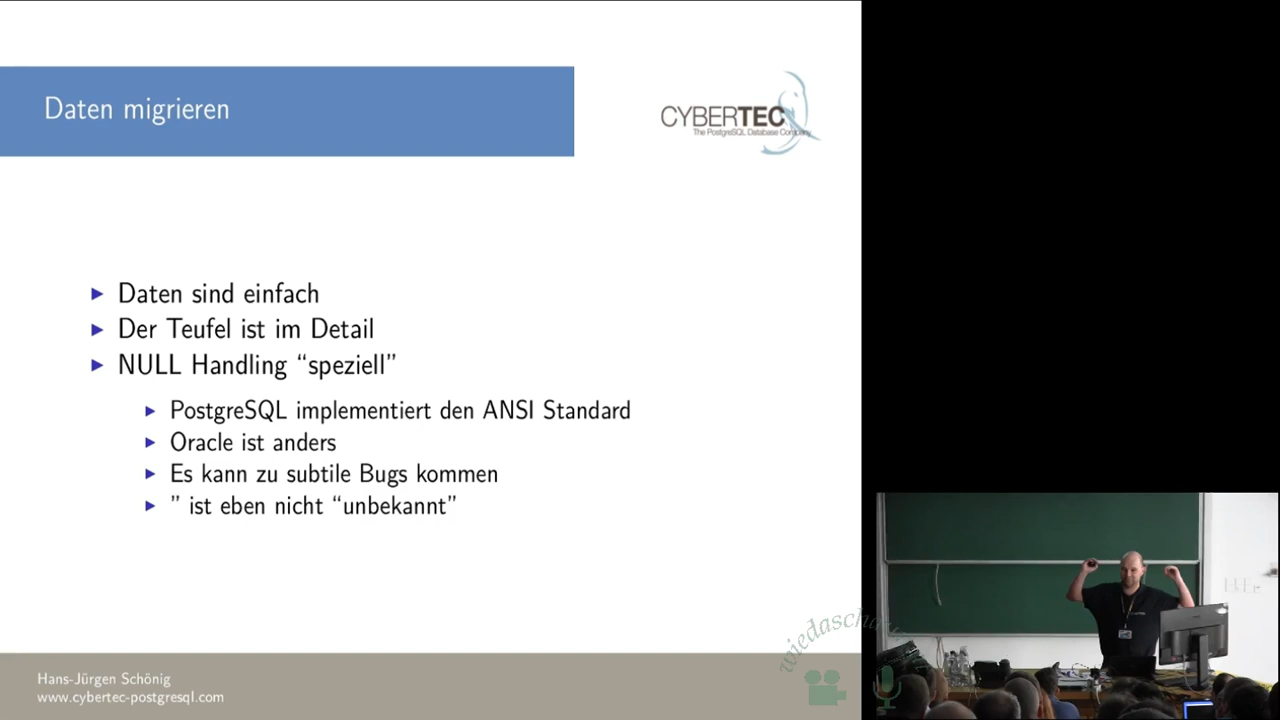 Daten migrieren
CYBERTEC
The PostgreSQL Database Company
Daten sind einfach
Der Teufel ist im Detail
NULL Handling “speziell”
PostgreSQL implementiert den ANSI Standard
Oracle ist anders
Es kann zu subtile Bugs kommen
” ist eben nicht “unbekannt”
Hans-Jürgen Schönig
www.cybertec-postgresql.com